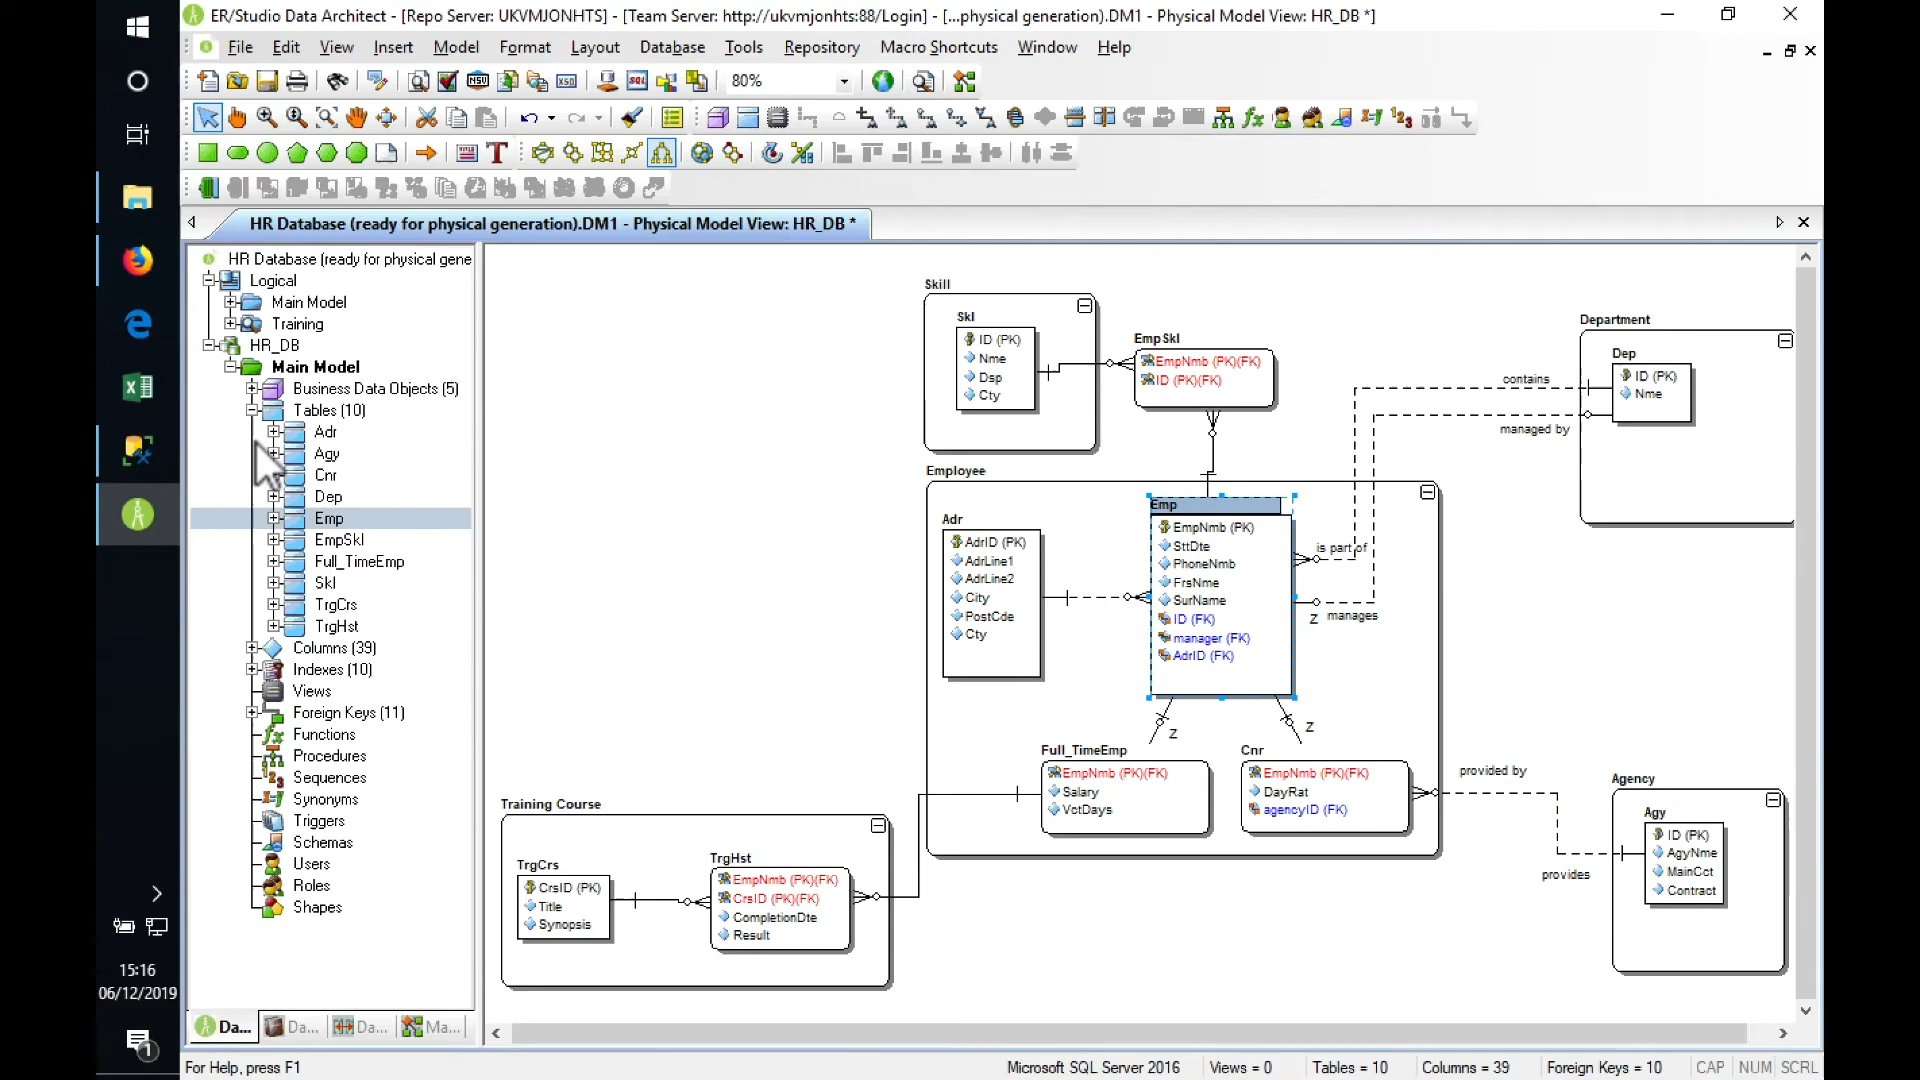 ER/Studio Data Architect - [Repo Server: UKVMJONHTS] - [Team Server: http://ukvmjonhts:88/Login] - [...physical generation).DM1 - Physical Model View: HR_DB *]
File Edit View Insert Model Format Layout Database Tools Repository Macro Shortcuts Window Help
80%
HR Database (ready for physical generation).DM1 - Physical Model View: HR_DB *
HR Database (ready for physical gene
Logical
Main Model
Training
HR_DB
Main Model
Business Data Objects (5)
Tables (10)
Adr
Agy
Cnr
Dep
Emp
EmpSkl
Full_TimeEmp
Skl
TrgCrs
TrgHst
Columns (39)
Indexes (10)
Views
Foreign Keys (11)
Functions
Procedures
Sequences
Synonyms
Triggers
Schemas
Users
Roles
Shapes
Da...
Da...
Da...
Ma...
Skill
Skl
ID (PK)
Nme
Dsp
Cty
EmpSkl
EmpNmb (PK)(FK)
ID (PK)(FK)
Department
Dep
ID (PK)
Nme
contains
managed by
Employee
Adr
AdrID (PK)
AdrLine1
AdrLine2
City
PostCde
Cty
Emp
EmpNmb (PK)
SttDte
PhoneNmb
FrsNme
SurName
ID (FK)
manager (FK)
AdrID (FK)
is part of
Z manages
Z
Z
Full_TimeEmp
EmpNmb (PK)(FK)
Salary
VctDays
Cnr
EmpNmb (PK)(FK)
DayRat
agencyID (FK)
provided by
provides
Agency
Agy
ID (PK)
AgyNme
MainCct
Contract
Training Course
TrgCrs
CrsID (PK)
Title
Synopsis
TrgHst
EmpNmb (PK)(FK)
CrsID (PK)(FK)
CompletionDte
Result
15:16
06/12/2019
1
For Help, press F1
Microsoft SQL Server 2016 Views = 0 Tables = 10 Columns = 39 Foreign Keys = 10 CAP NUM SCRL